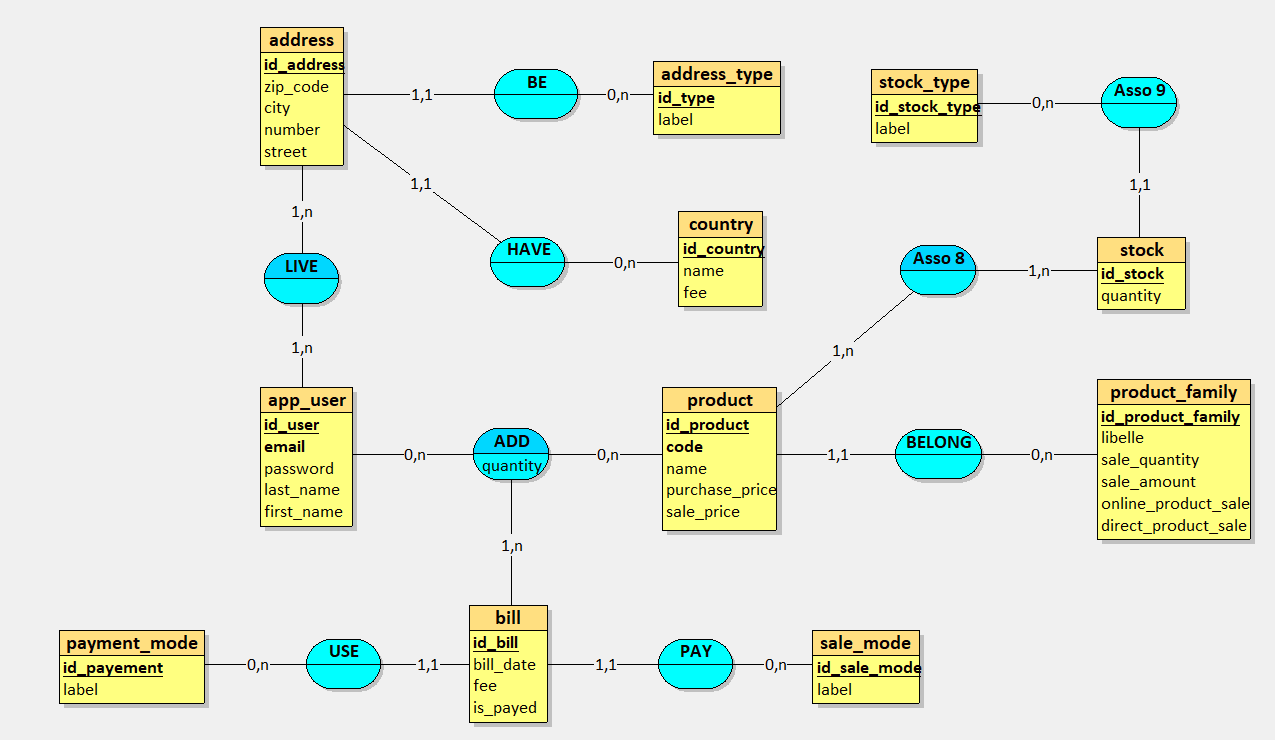 address
id_address
zip_code
city
number
street
1,1
BE
0,n
address_type
id_type
label
stock_type
id_stock_type
label
0,n
Asso 9
1,1
1,1
1,n
LIVE
1,n
HAVE
0,n
country
id_country
name
fee
Asso 8
1,n
stock
id_stock
quantity
1,n
app_user
id_user
email
password
last_name
first_name
0,n
ADD
quantity
0,n
product
id_product
code
name
purchase_price
sale_price
1,1
BELONG
0,n
product_family
id_product_family
libelle
sale_quantity
sale_amount
online_product_sale
direct_product_sale
1,n
payment_mode
id_payement
label
0,n
USE
1,1
bill
id_bill
bill_date
fee
is_payed
1,1
PAY
0,n
sale_mode
id_sale_mode
label